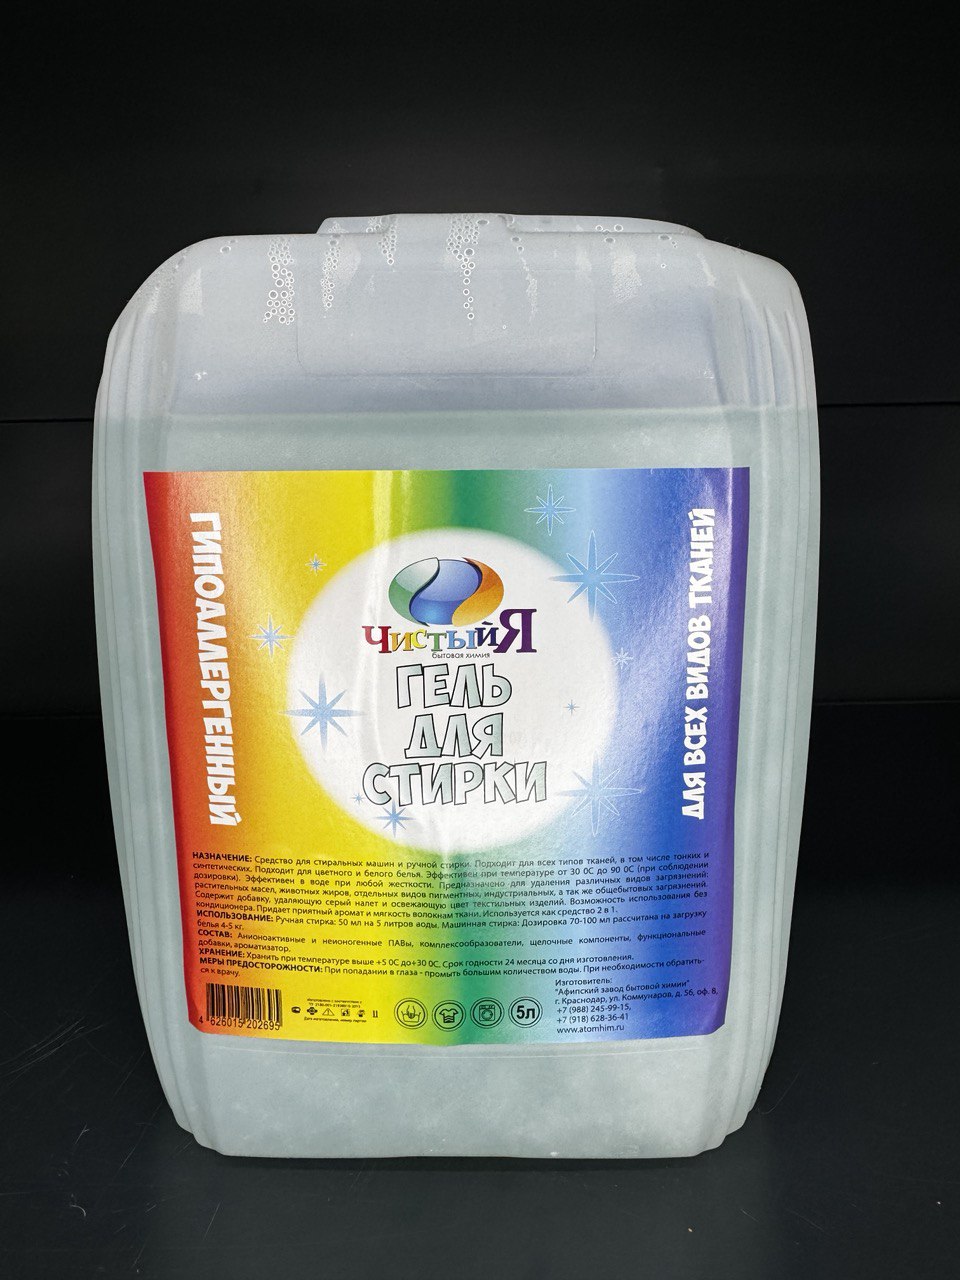 ГИПОАЛЛЕРГЕННЫЙ
ДЛЯ ВСЕХ ВИДОВ ТКАНЕЙ
ЧИСТЫЙ Я
бытовая химия
ГЕЛЬ
ДЛЯ
СТИРКИ
НАЗНАЧЕНИЕ: Средство для стиральных машин и ручной стирки. Подходит для всех типов тканей, в том числе тонких и
синтетических. Подходит для цветного и белого белья. Эффективен при температуре от 30 0С до 90 0С (при соблюдении
дозировки). Эффективен в воде при любой жесткости. Предназначено для удаления различных видов загрязнений:
растительных масел, животных жиров, отдельных видов пигментных, индустриальных, а так же общебытовых загрязнений.
Содержит добавку, удаляющую серый налет и освежающую цвет текстильных изделий. Возможность использования без
кондиционера. Придает приятный аромат и мягкость волокнам ткани. Используется как средство 2 в 1.
ИСПОЛЬЗОВАНИЕ: Ручная стирка: 50 мл на 5 литров воды. Машинная стирка: Дозировка 70-100 мл рассчитана на загрузку
белья 4-5 кг.
СОСТАВ: Анионоактивные и неионогенные ПАВы, комплексообразователи, щелочные компоненты, функциональные
добавки, ароматизатор.
ХРАНЕНИЕ: Хранить при температуре выше +5 0С до+30 0С. Срок годности 24 месяца со дня изготовления.
МЕРЫ ПРЕДОСТОРОЖНОСТИ: При попадании в глаза - промыть большим количеством воды. При необходимости обратить-
ся к врачу.
Изготовитель:
"Афипский завод бытовой химии"
г. Краснодар, ул. Коммунаров, д. 56, оф. 8,
+7 (988) 245-99-15,
+7 (918) 628-36-41
www.atomhim.ru
4 626015 202695
5л